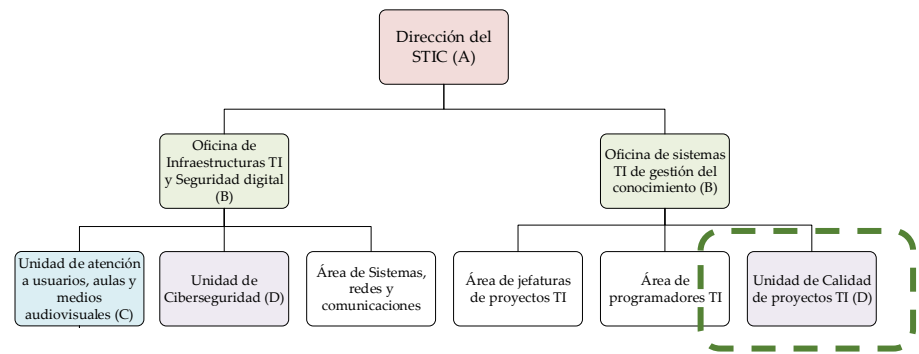 Dirección del
STIC (A)
Oficina de
Infraestructuras TI
y Seguridad digital
(B)
Oficina de sistemas
TI de gestión del
conocimiento (B)
Unidad de atención
a usuarios, aulas y
medios
audiovisuales (C)
Unidad de
Ciberseguridad (D)
Área de Sistemas,
redes y
comunicaciones
Área de jefaturas
de proyectos TI
Área de
programadores TI
Unidad de Calidad
de proyectos TI (D)